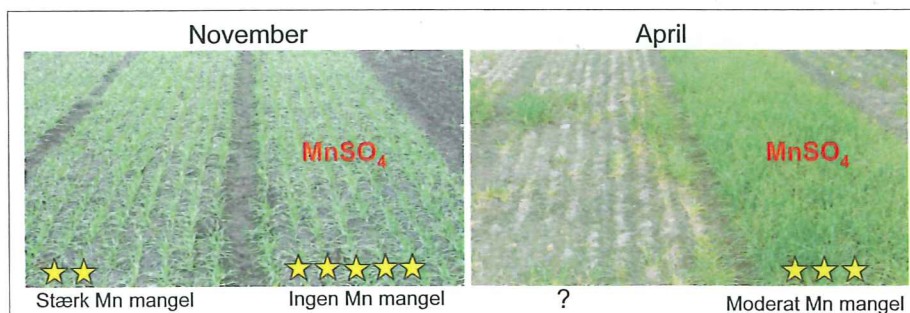 November
April
MnSO₄
MnSO₄
Stærk Mn mangel
Ingen Mn mangel
?
Moderat Mn mangel